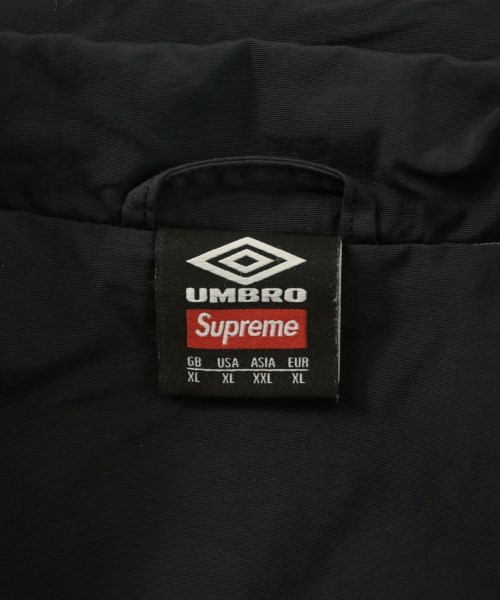 UMBRO
Supreme
GB USA ASIA EUR
XL XL XXL XL